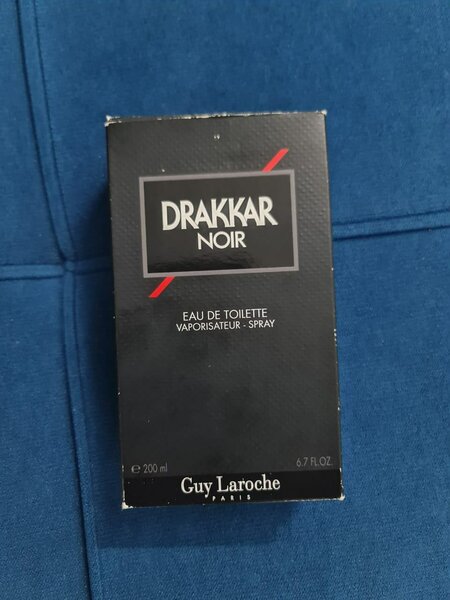 DRAKKAR
NOIR
EAU DE TOILETTE
VAPORISATEUR - SPRAY
℮ 200 ml 6.7 FL.OZ.
Guy Laroche
PARIS